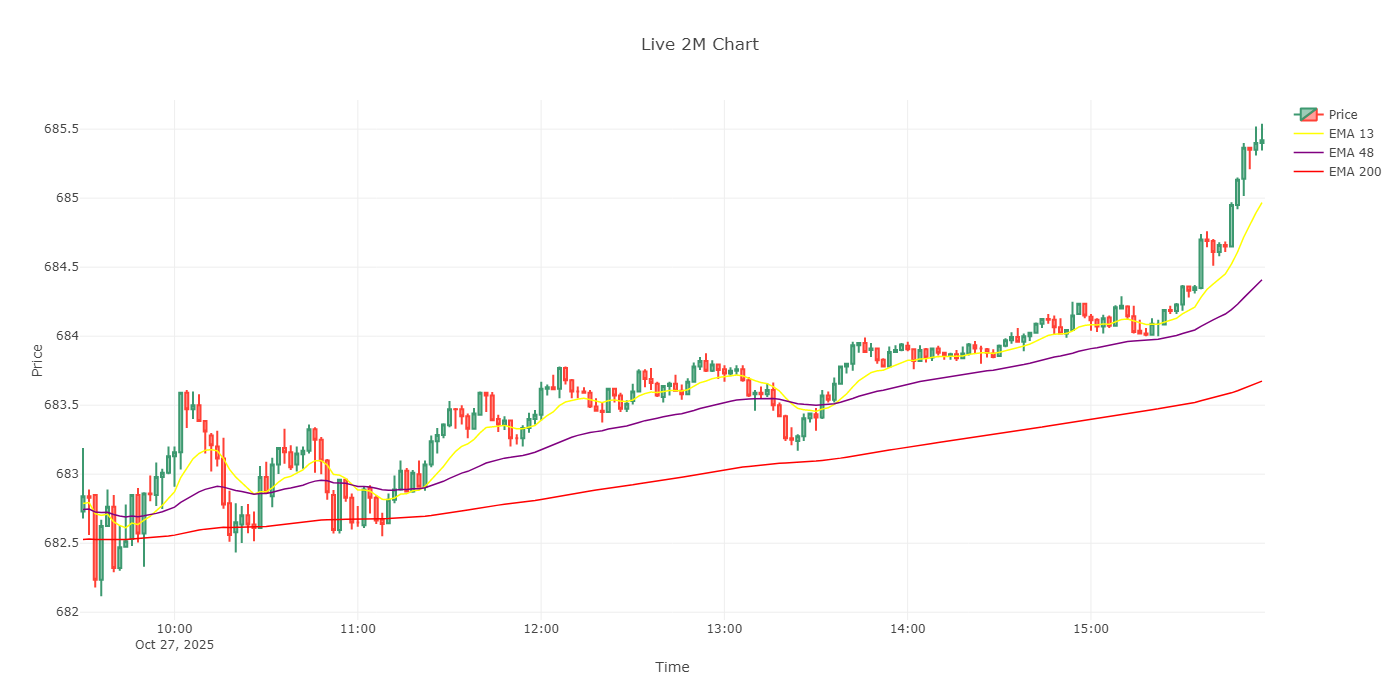 Live 2M Chart
Price
EMA 13
EMA 48
EMA 200
685.5
685
684.5
684
683.5
683
682.5
682
Price
10:00
11:00
12:00
13:00
14:00
15:00
Oct 27, 2025
Time